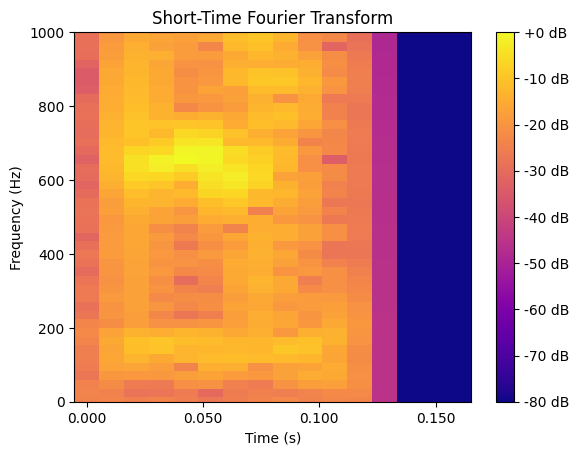 Short-Time Fourier Transform
1000
800
600
400
200
0
Frequency (Hz)
0.000
0.050
0.100
0.150
Time (s)
+0 dB
-10 dB
-20 dB
-30 dB
-40 dB
-50 dB
-60 dB
-70 dB
-80 dB